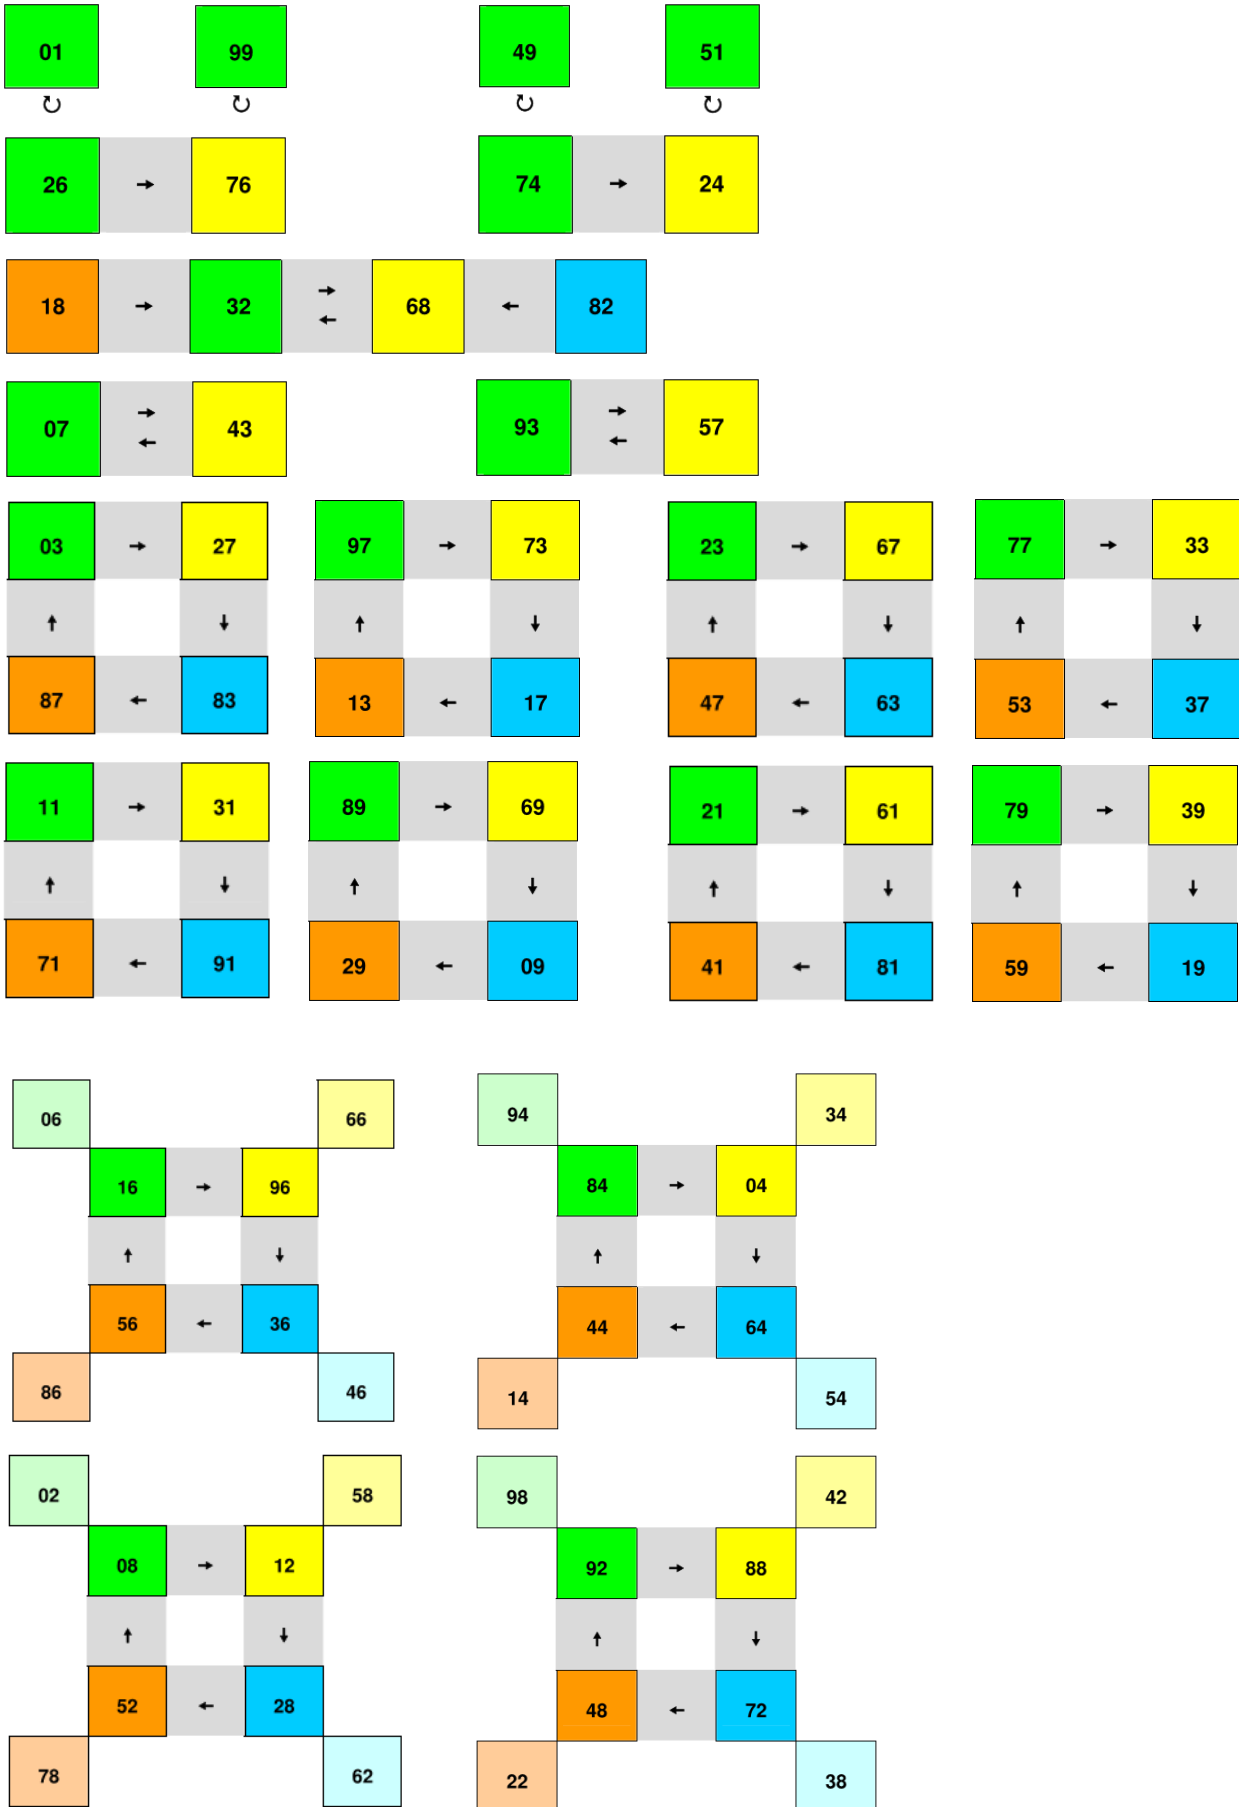 01 99 49 51
26 → 76 74 → 24
18 → 32 → ← 68 ← 82
07 → ← 43 93 → ← 57
03 → 27 97 → 73 23 → 67 77 → 33
↑ ↓ ↑ ↓ ↑ ↓ ↑ ↓
87 ← 83 13 ← 17 47 ← 63 53 ← 37
11 → 31 89 → 69 21 → 61 79 → 39
↑ ↓ ↑ ↓ ↑ ↓ ↑ ↓
71 ← 91 29 ← 09 41 ← 81 59 ← 19
06 66 94 34
16 → 96 84 → 04
↑ ↓ ↑ ↓
56 ← 36 44 ← 64
86 46 14 54
02 58 98 42
08 → 12 92 → 88
↑ ↓ ↑ ↓
52 ← 28 48 ← 72
78 62 22 38